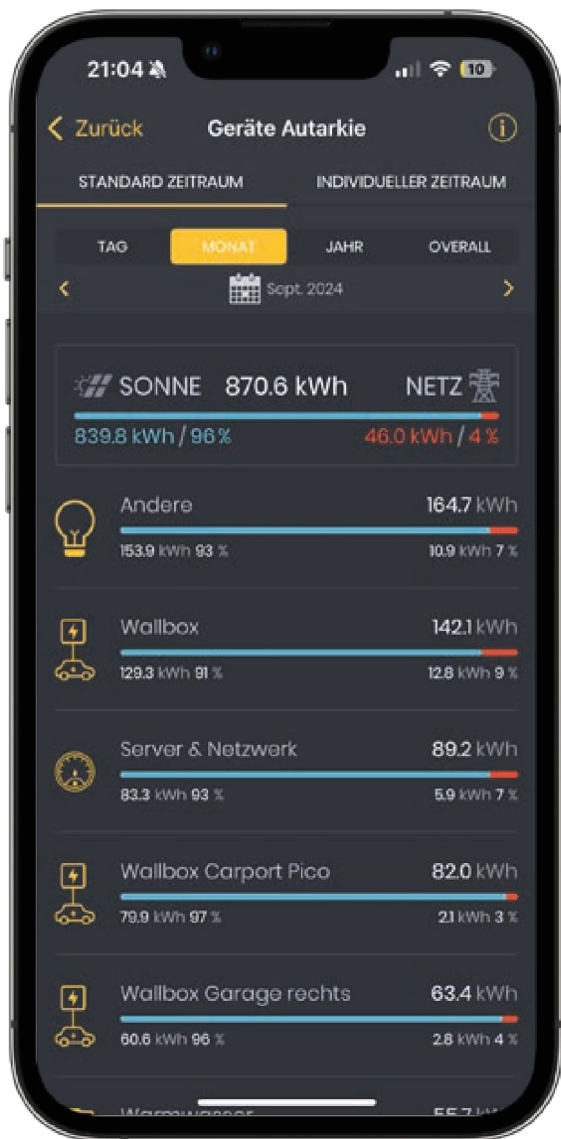 21:04
10
Zurück
Geräte Autarkie
STANDARD ZEITRAUM INDIVIDUELLER ZEITRAUM
TAG MONAT JAHR OVERALL
Sept. 2024
SONNE 870.6 kWh NETZ
839.8 kWh / 96 % 46.0 kWh / 4 %
Andere 164.7 kWh
153.9 kWh 93 % 10.9 kWh 7 %
Wallbox 142.1 kWh
129.3 kWh 91 % 12.8 kWh 9 %
Server & Netzwerk 89.2 kWh
83.3 kWh 93 % 5.9 kWh 7 %
Wallbox Carport Pico 82.0 kWh
79.9 kWh 97 % 2.1 kWh 3 %
Wallbox Garage rechts 63.4 kWh
60.6 kWh 96 % 2.8 kWh 4 %
Warmwasser 55.7 kWh